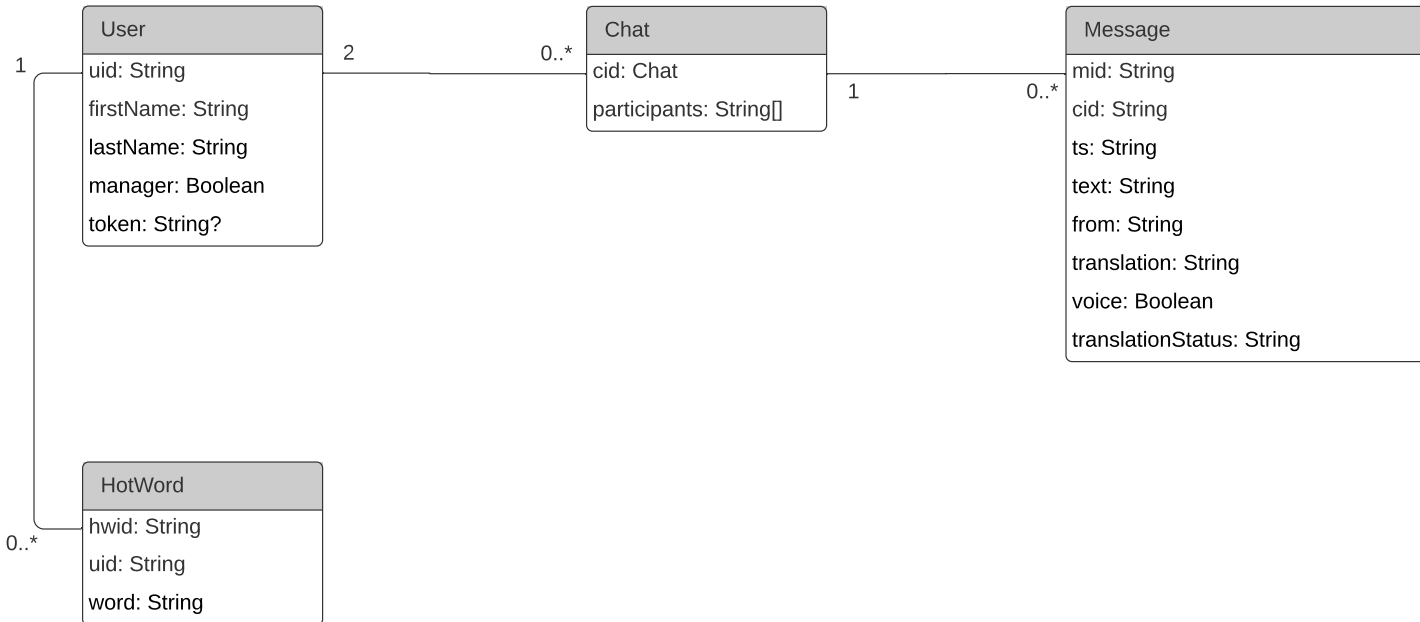 User
uid: String
firstName: String
lastName: String
manager: Boolean
token: String?
1
2
0..*
Chat
cid: Chat
participants: String[]
1
0..*
Message
mid: String
cid: String
ts: String
text: String
from: String
translation: String
voice: Boolean
translationStatus: String
HotWord
hwid: String
uid: String
word: String
0..*